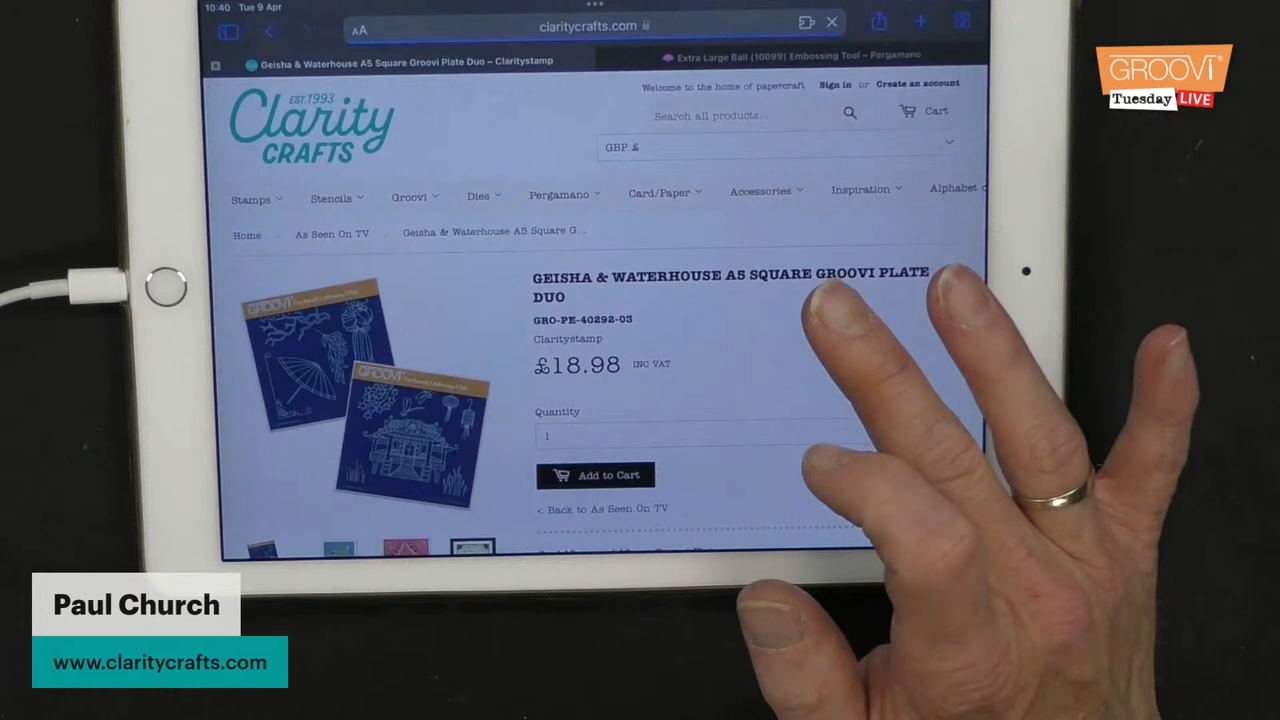 10:40 Tue 9 Apr
AA
claritycrafts.com
Geisha & Waterhouse A5 Square Groovi Plate Duo – Claritystamp
Extra Large Ball (10099) Embossing Tool – Pergamano
GROOVI®
Tuesday LIVE
EST. 1993
Clarity
CRAFTS
Welcome to the home of papercraft Sign in or Create an account
Search all products... Cart
GBP £
Stamps Stencils Groovi Dies Pergamano Card/Paper Accessories Inspiration Alphabet
Home As Seen On TV Geisha & Waterhouse A5 Square G...
GEISHA & WATERHOUSE A5 SQUARE GROOVI PLATE
DUO
GRO-PE-40292-03
Claritystamp
£18.98 INC VAT
Quantity
1
Add to Cart
< Back to As Seen On TV
GROOVI
GROOVI
Paul Church
www.claritycrafts.com